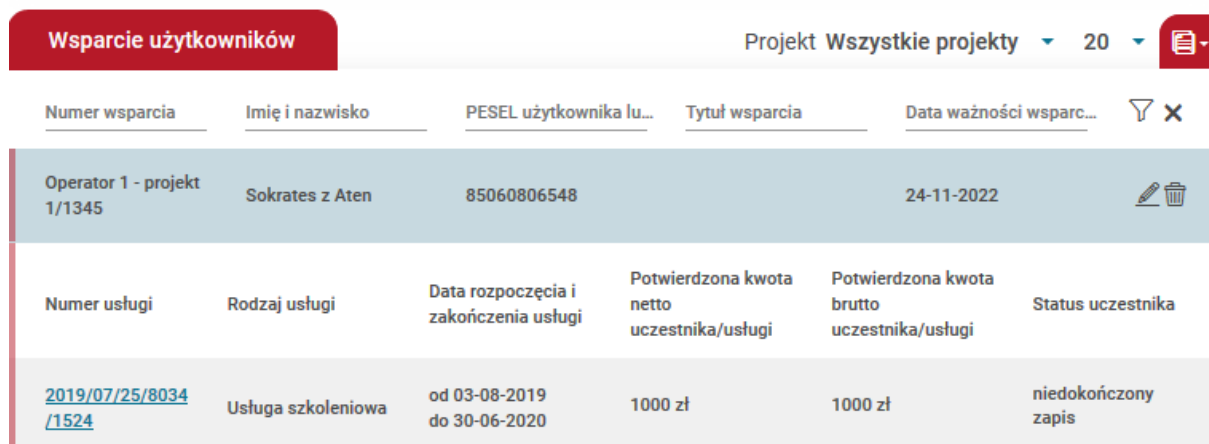 Wsparcie użytkowników
Projekt Wszystkie projekty 20
Numer wsparcia Imię i nazwisko PESEL użytkownika lu... Tytuł wsparcia Data ważności wsparc...
Operator 1 - projekt
1/1345
Sokrates z Aten 85060806548 24-11-2022
Numer usługi Rodzaj usługi
Data rozpoczęcia i
zakończenia usługi
Potwierdzona kwota
netto
uczestnika/usługi
Potwierdzona kwota
brutto
uczestnika/usługi
Status uczestnika
2019/07/25/8034
/1524
Usługa szkoleniowa
od 03-08-2019
do 30-06-2020
1000 zł
1000 zł
niedokończony
zapis